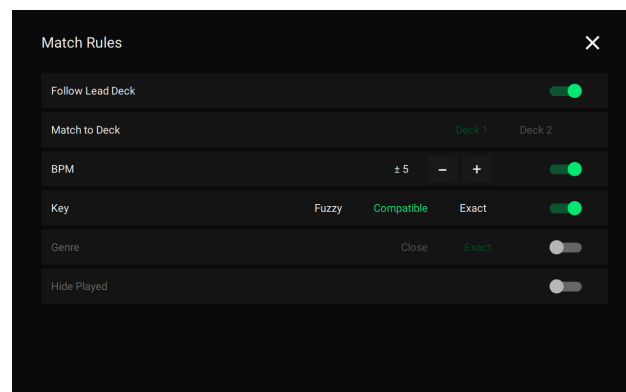 Match Rules
Follow Lead Deck
Match to Deck Deck 1 Deck 2
BPM ± 5 − +
Key Fuzzy Compatible Exact
Genre Close Exact
Hide Played